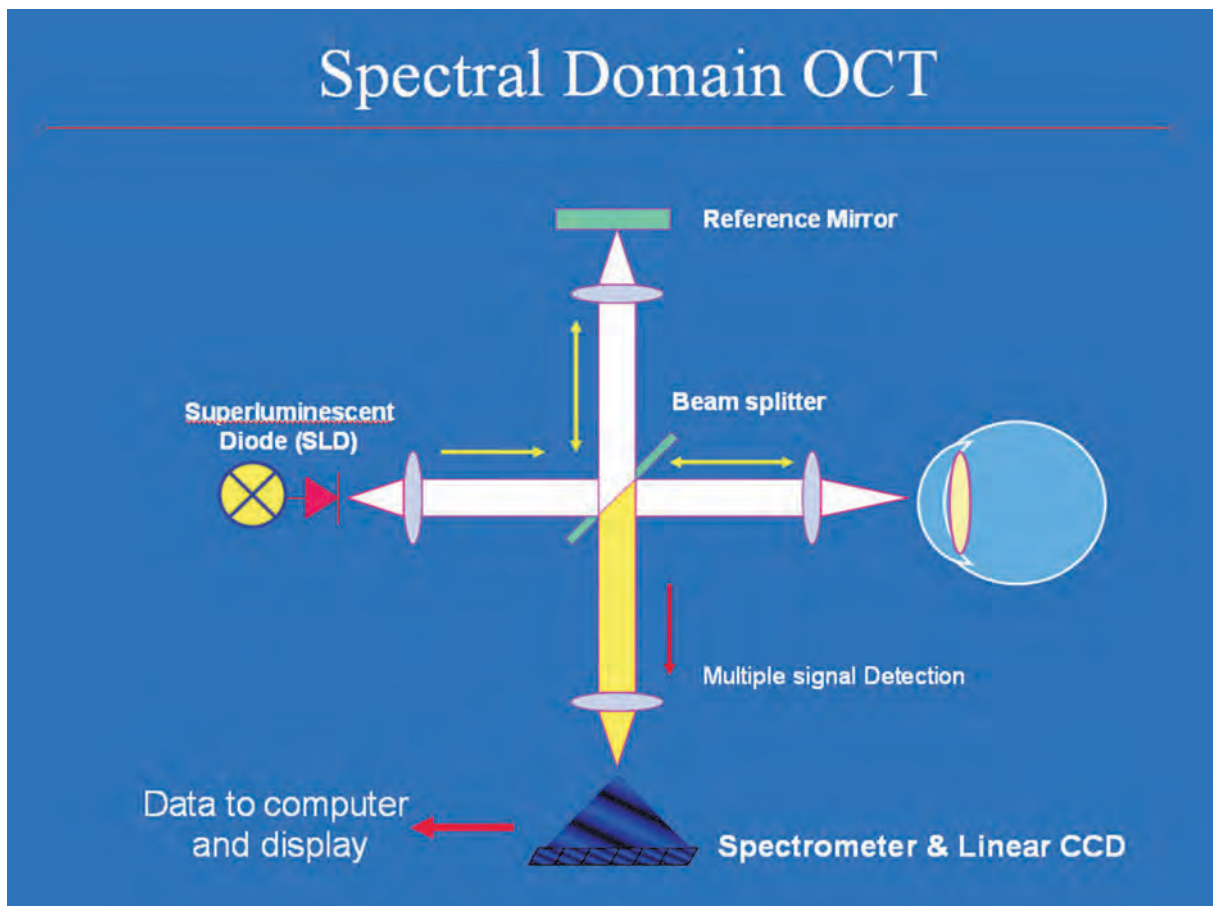 Spectral Domain OCT
Reference Mirror
Beam splitter
Superluminescent
Diode (SLD)
Multiple signal Detection
Data to computer
and display
Spectrometer & Linear CCD